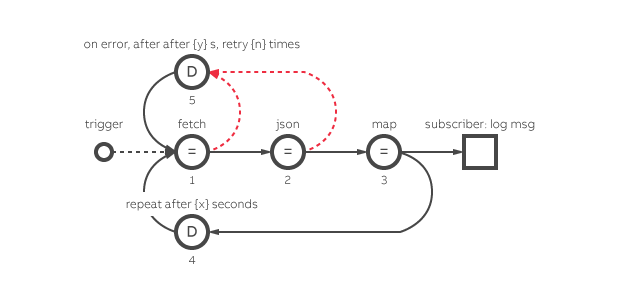 on error, after after {y} s, retry {n} times
D
5
trigger
fetch
json
map
subscriber: log msg
=
=
=
1
2
3
repeat after {x} seconds
D
4